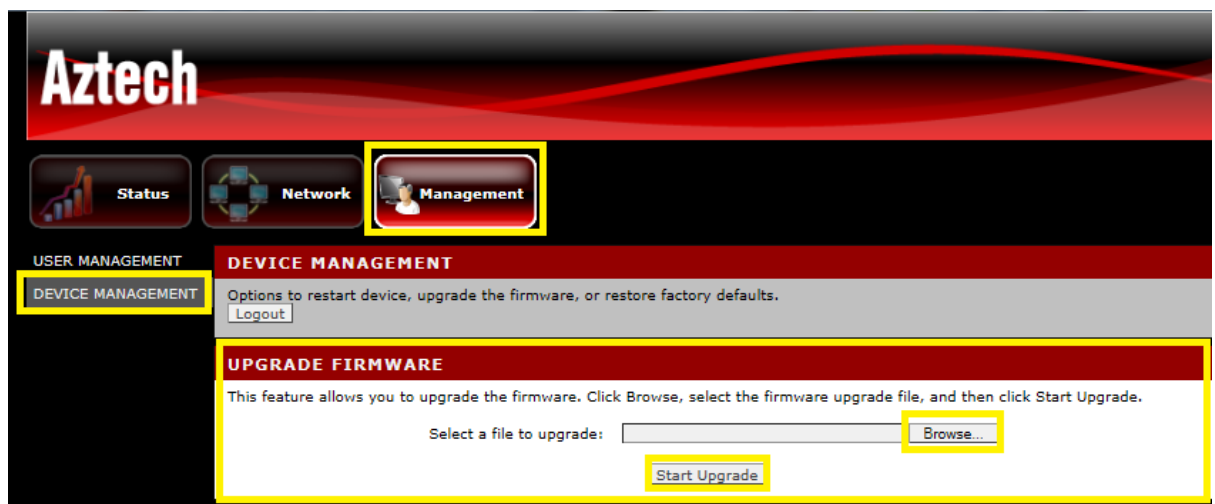 Aztech
Status Network Management
USER MANAGEMENT
DEVICE MANAGEMENT
DEVICE MANAGEMENT
Options to restart device, upgrade the firmware, or restore factory defaults.
Logout
UPGRADE FIRMWARE
This feature allows you to upgrade the firmware. Click Browse, select the firmware upgrade file, and then click Start Upgrade.
Select a file to upgrade: Browse...
Start Upgrade